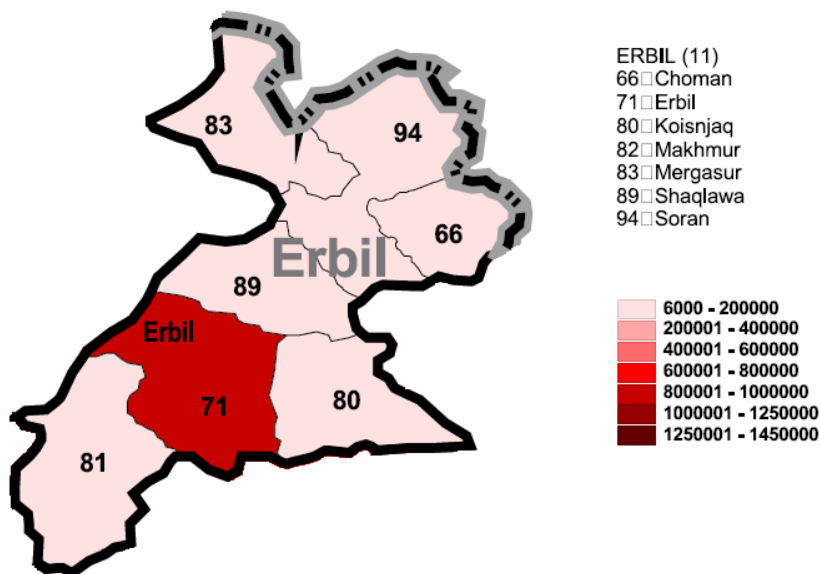 ERBIL (11)
66□Choman
71□Erbil
80□Koisnjaq
82□Makhmur
83□Mergasur
89□Shaqlawa
94□Soran
83
94
66
Erbil
89
Erbil
71
80
81
6000 - 200000
200001 - 400000
400001 - 600000
600001 - 800000
800001 - 1000000
1000001 - 1250000
1250001 - 1450000